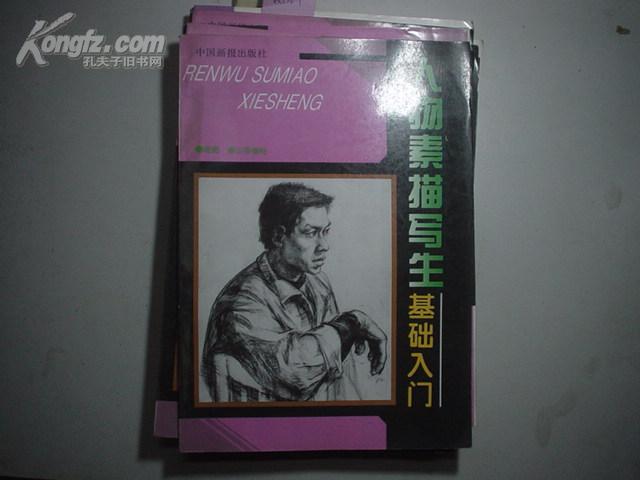 Kongfz.com
孔夫子旧书网
中国画报出版社
RENWU SUMIAO
XIESHENG
人物素描写生
基础入门